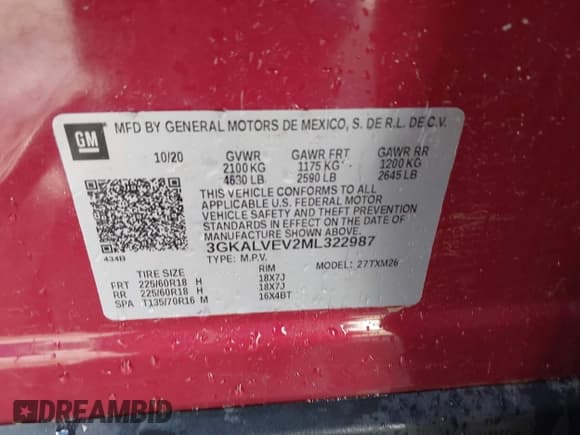 GM
MFD BY GENERAL MOTORS DE MEXICO, S. DE R.L. DE C.V.
10/20 GVWR GAWR FRT GAWR RR
2100 KG 1175 KG 1200 KG
4630 LB 2590 LB 2645 LB
THIS VEHICLE CONFORMS TO ALL
APPLICABLE U.S. FEDERAL MOTOR
VEHICLE SAFETY AND THEFT PREVENTION
STANDARDS IN EFFECT ON THE DATE OF
MANUFACTURE SHOWN ABOVE.
434B
3GKALVEV2ML322987
TYPE: M.P.V. MODEL: 27TXM26
TIRE SIZE RIM
FRT 225/60R18 H 18X7J
RR 225/60R18 H 18X7J
SPA T135/70R16 M 16X4BT
DREAMBID